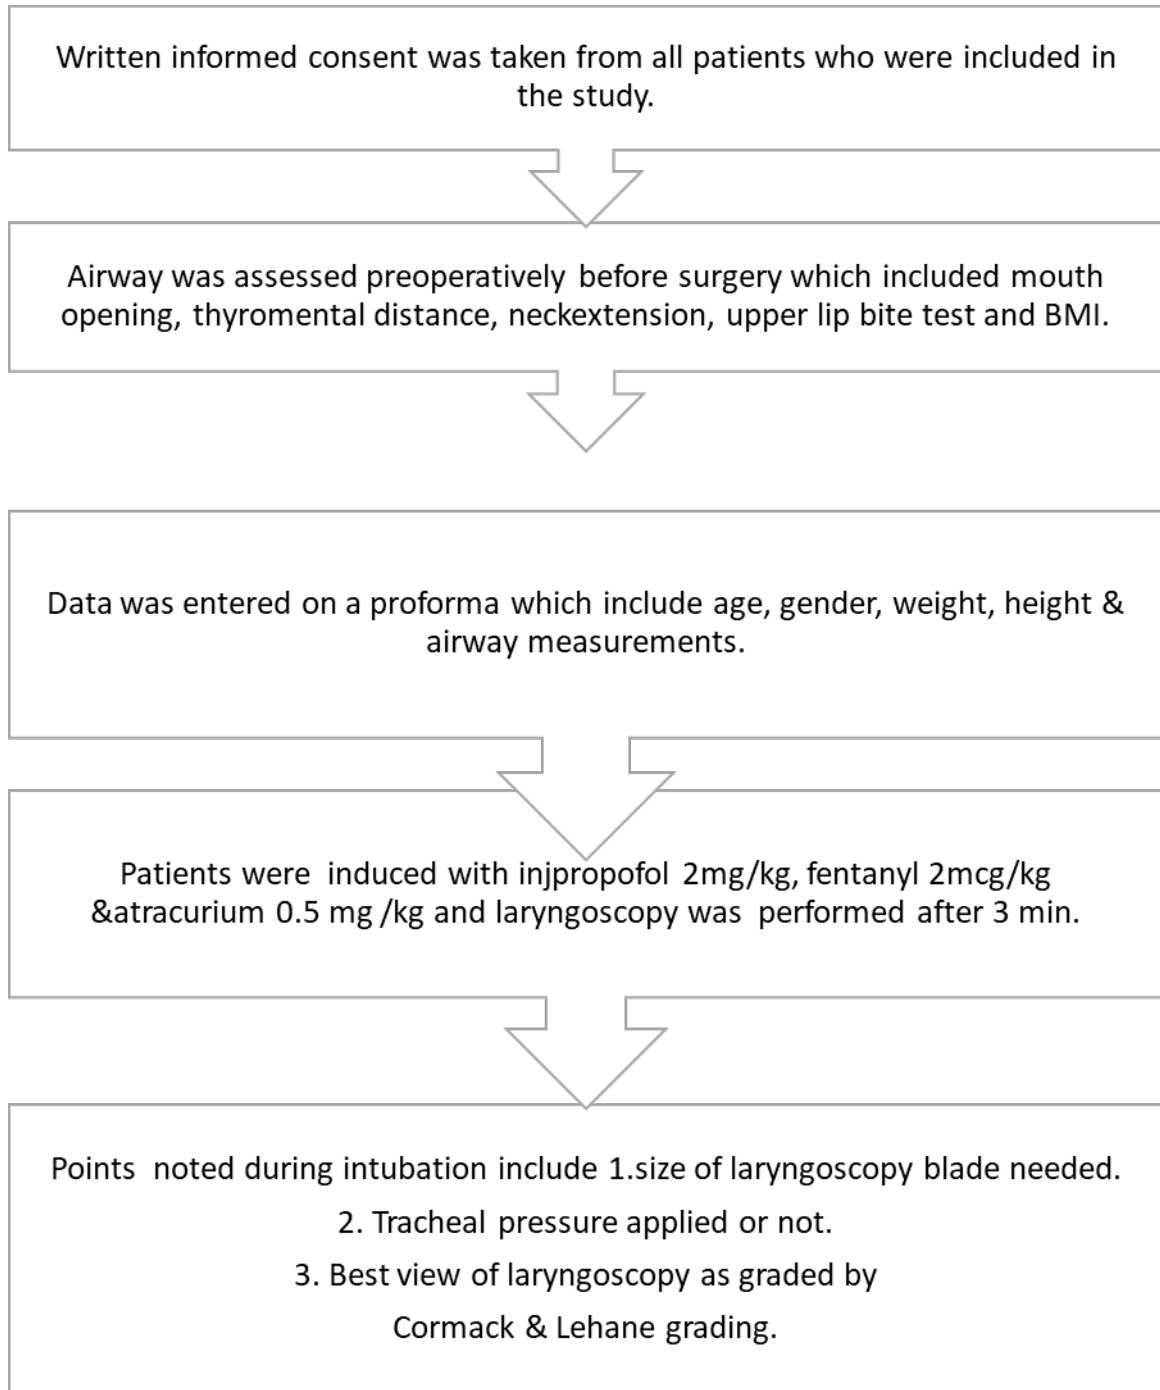 Written informed consent was taken from all patients who were included in
the study.
Airway was assessed preoperatively before surgery which included mouth
opening, thyromental distance, neckextension, upper lip bite test and BMI.
Data was entered on a proforma which include age, gender, weight, height &
airway measurements.
Patients were induced with injpropofol 2mg/kg, fentanyl 2mcg/kg
&atracurium 0.5 mg /kg and laryngoscopy was performed after 3 min.
Points noted during intubation include 1.size of laryngoscopy blade needed.
2. Tracheal pressure applied or not.
3. Best view of laryngoscopy as graded by
Cormack & Lehane grading.